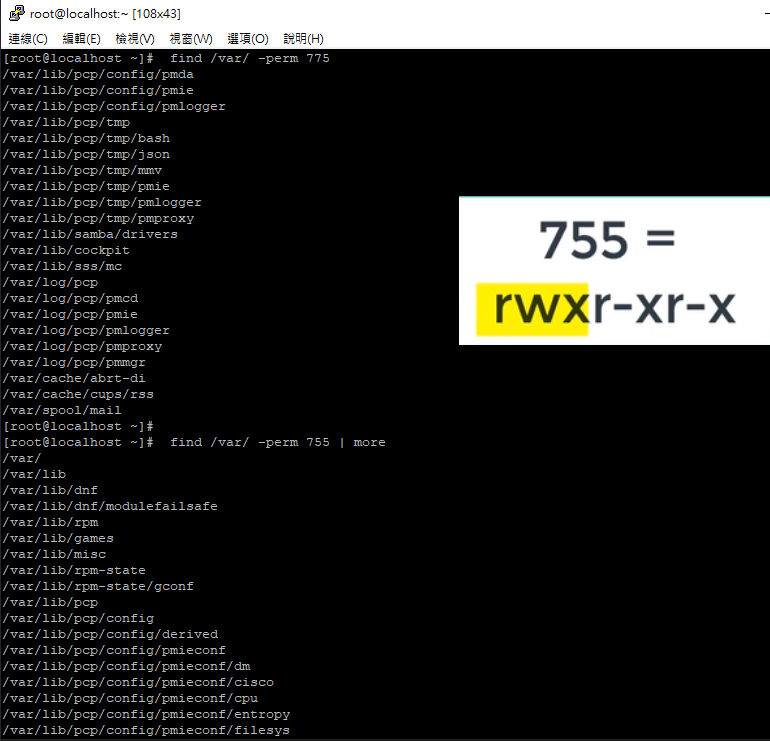 root@localhost:~ [108x43]
連線(C) 編輯(E) 檢視(V) 視窗(W) 選項(O) 說明(H)
[root@localhost ~]#  find /var/ -perm 775
/var/lib/pcp/config/pmda
/var/lib/pcp/config/pmie
/var/lib/pcp/config/pmlogger
/var/lib/pcp/tmp
/var/lib/pcp/tmp/bash
/var/lib/pcp/tmp/json
/var/lib/pcp/tmp/mmv
/var/lib/pcp/tmp/pmie
/var/lib/pcp/tmp/pmlogger
/var/lib/pcp/tmp/pmproxy
/var/lib/samba/drivers
/var/lib/cockpit
/var/lib/sss/mc
/var/log/pcp
/var/log/pcp/pmcd
/var/log/pcp/pmie
/var/log/pcp/pmlogger
/var/log/pcp/pmproxy
/var/log/pcp/pmmgr
/var/cache/abrt-di
/var/cache/cups/rss
/var/spool/mail
[root@localhost ~]#
[root@localhost ~]#  find /var/ -perm 755 | more
/var/
/var/lib
/var/lib/dnf
/var/lib/dnf/modulefailsafe
/var/lib/rpm
/var/lib/games
/var/lib/misc
/var/lib/rpm-state
/var/lib/rpm-state/gconf
/var/lib/pcp
/var/lib/pcp/config
/var/lib/pcp/config/derived
/var/lib/pcp/config/pmieconf
/var/lib/pcp/config/pmieconf/dm
/var/lib/pcp/config/pmieconf/cisco
/var/lib/pcp/config/pmieconf/cpu
/var/lib/pcp/config/pmieconf/entropy
/var/lib/pcp/config/pmieconf/filesys
755 =
rwxr-xr-x